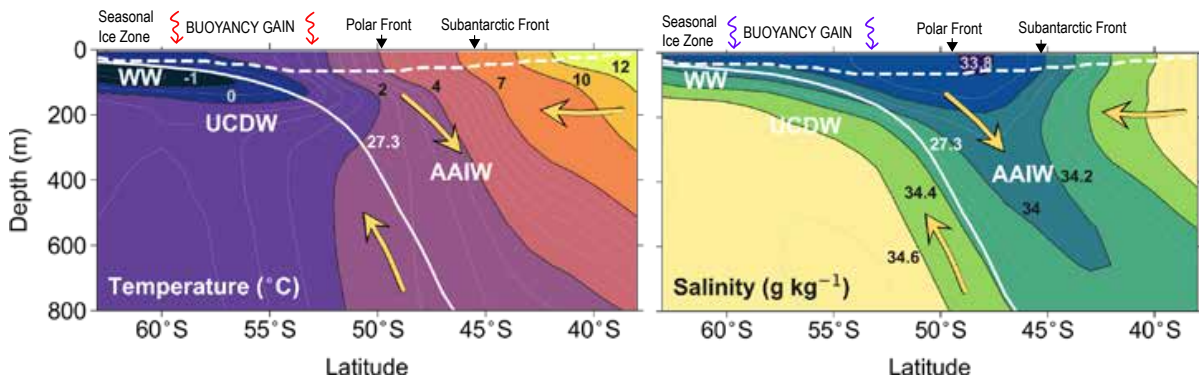 Seasonal
Ice Zone
BUOYANCY GAIN
Polar Front
Subantarctic Front
0
200
400
600
800
Depth (m)
WW
-1
0
UCDW
2
4
7
10
12
27.3
AAIW
Temperature (°C)
60°S
55°S
50°S
45°S
40°S
Latitude
Seasonal
Ice Zone
BUOYANCY GAIN
Polar Front
Subantarctic Front
33.8
WW
UCDW
27.3
AAIW
34.2
34.4
34
34.6
Salinity (g kg⁻¹)
60°S
55°S
50°S
45°S
40°S
Latitude